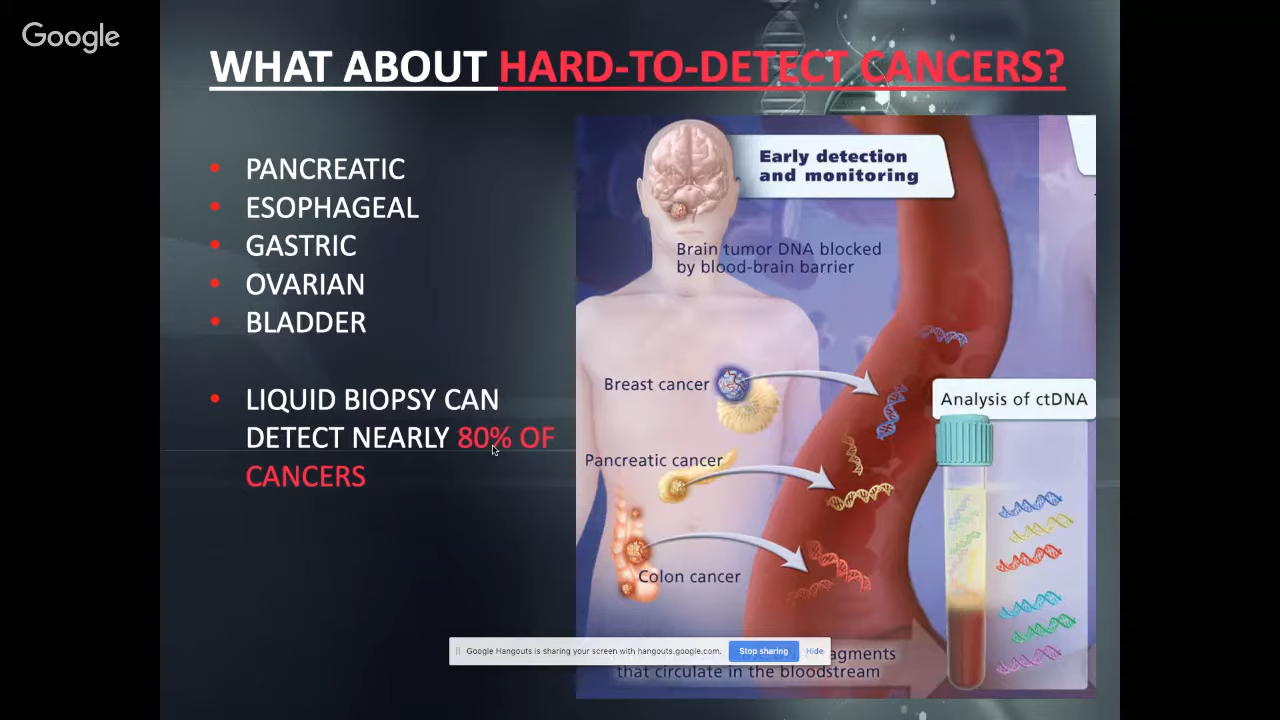 Google
WHAT ABOUT HARD-TO-DETECT CANCERS?
• PANCREATIC
• ESOPHAGEAL
• GASTRIC
• OVARIAN
• BLADDER
• LIQUID BIOPSY CAN
DETECT NEARLY 80% OF
CANCERS
Early detection
and monitoring
Brain tumor DNA blocked
by blood-brain barrier
Breast cancer
Analysis of ctDNA
Pancreatic cancer
Colon cancer
Google Hangouts is sharing your screen with hangouts.google.com.
Stop sharing
Hide
agments
that circulate in the bloodstream